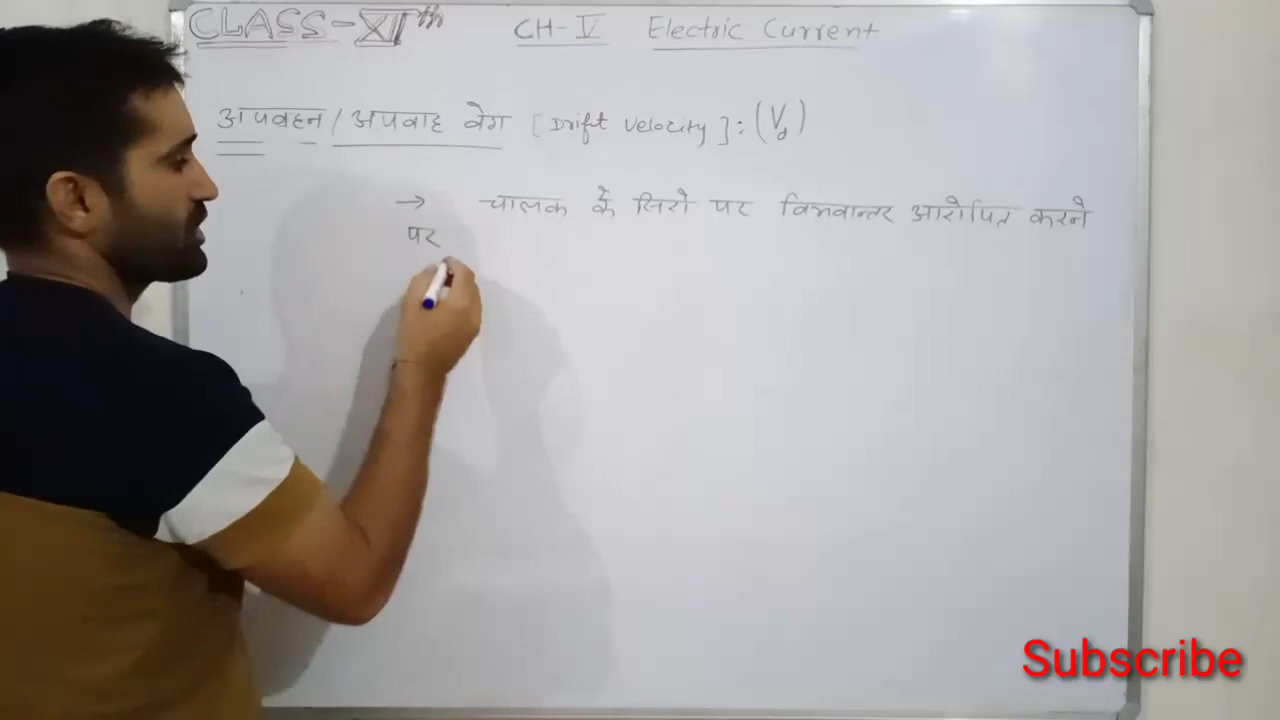 CLASS-XIth CH-V Electric Current
अपवहन / अपवाह वेग [Drift Velocity] : (Vd)
→ चालक के सिरो पर विभवान्तर आरोपित करने
पर
Subscribe